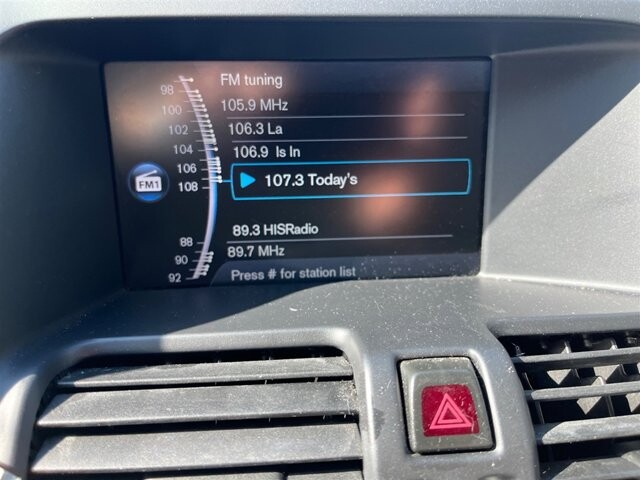 FM tuning
98
100
102
104
106
108
88
90
92
FM1
105.9 MHz
106.3 La
106.9 Is In
107.3 Today's
89.3 HISRadio
89.7 MHz
Press # for station list